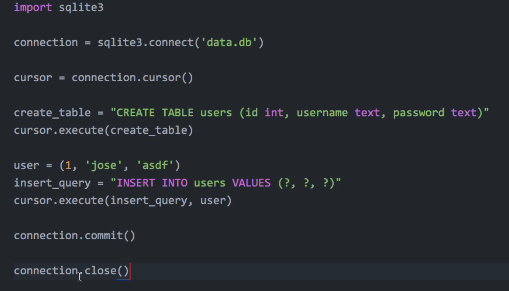 import sqlite3
connection = sqlite3.connect('data.db')
cursor = connection.cursor()
create_table = "CREATE TABLE users (id int, username text, password text)"
cursor.execute(create_table)
user = (1, 'jose', 'asdf')
insert_query = "INSERT INTO users VALUES (?, ?, ?)"
cursor.execute(insert_query, user)
connection.commit()
connection.close()